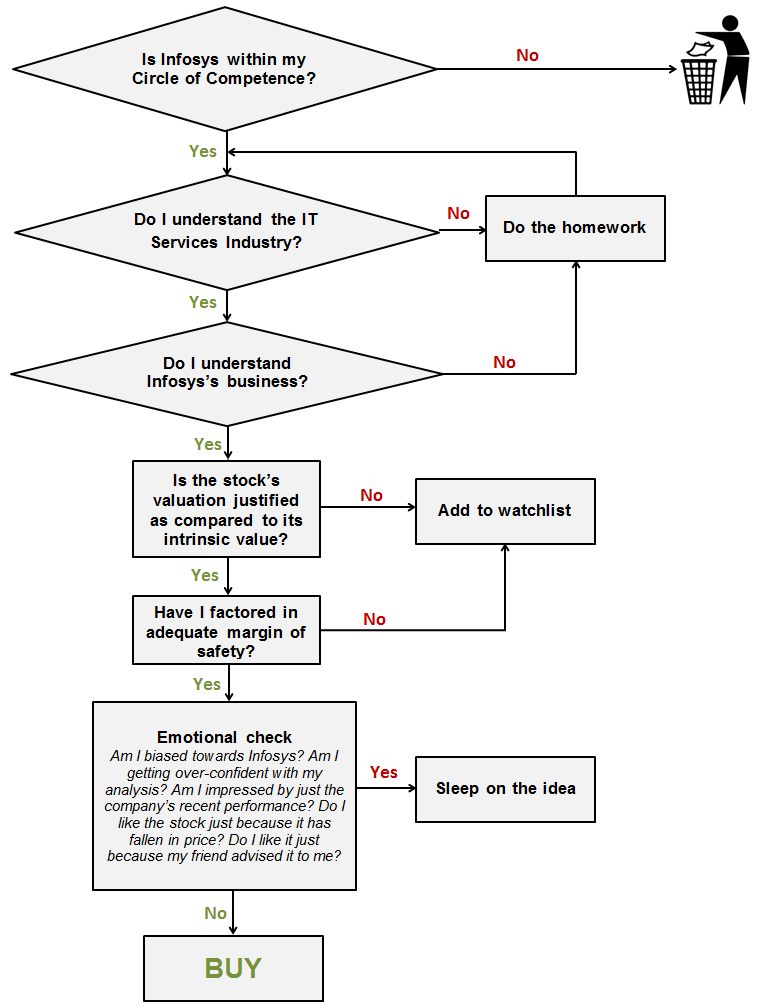 Is Infosys within my
Circle of Competence?
No
Yes
Do I understand the IT
Services Industry?
No
Do the homework
Yes
Do I understand
Infosys's business?
No
Yes
Is the stock's
valuation justified
as compared to its
intrinsic value?
No
Add to watchlist
Yes
Have I factored in
adequate margin of
safety?
No
Yes
Emotional check
Am I biased towards Infosys? Am I
getting over-confident with my
analysis? Am I impressed by just the
company's recent performance? Do I
like the stock just because it has
fallen in price? Do I like it just
because my friend advised it to me?
Yes
Sleep on the idea
No
BUY